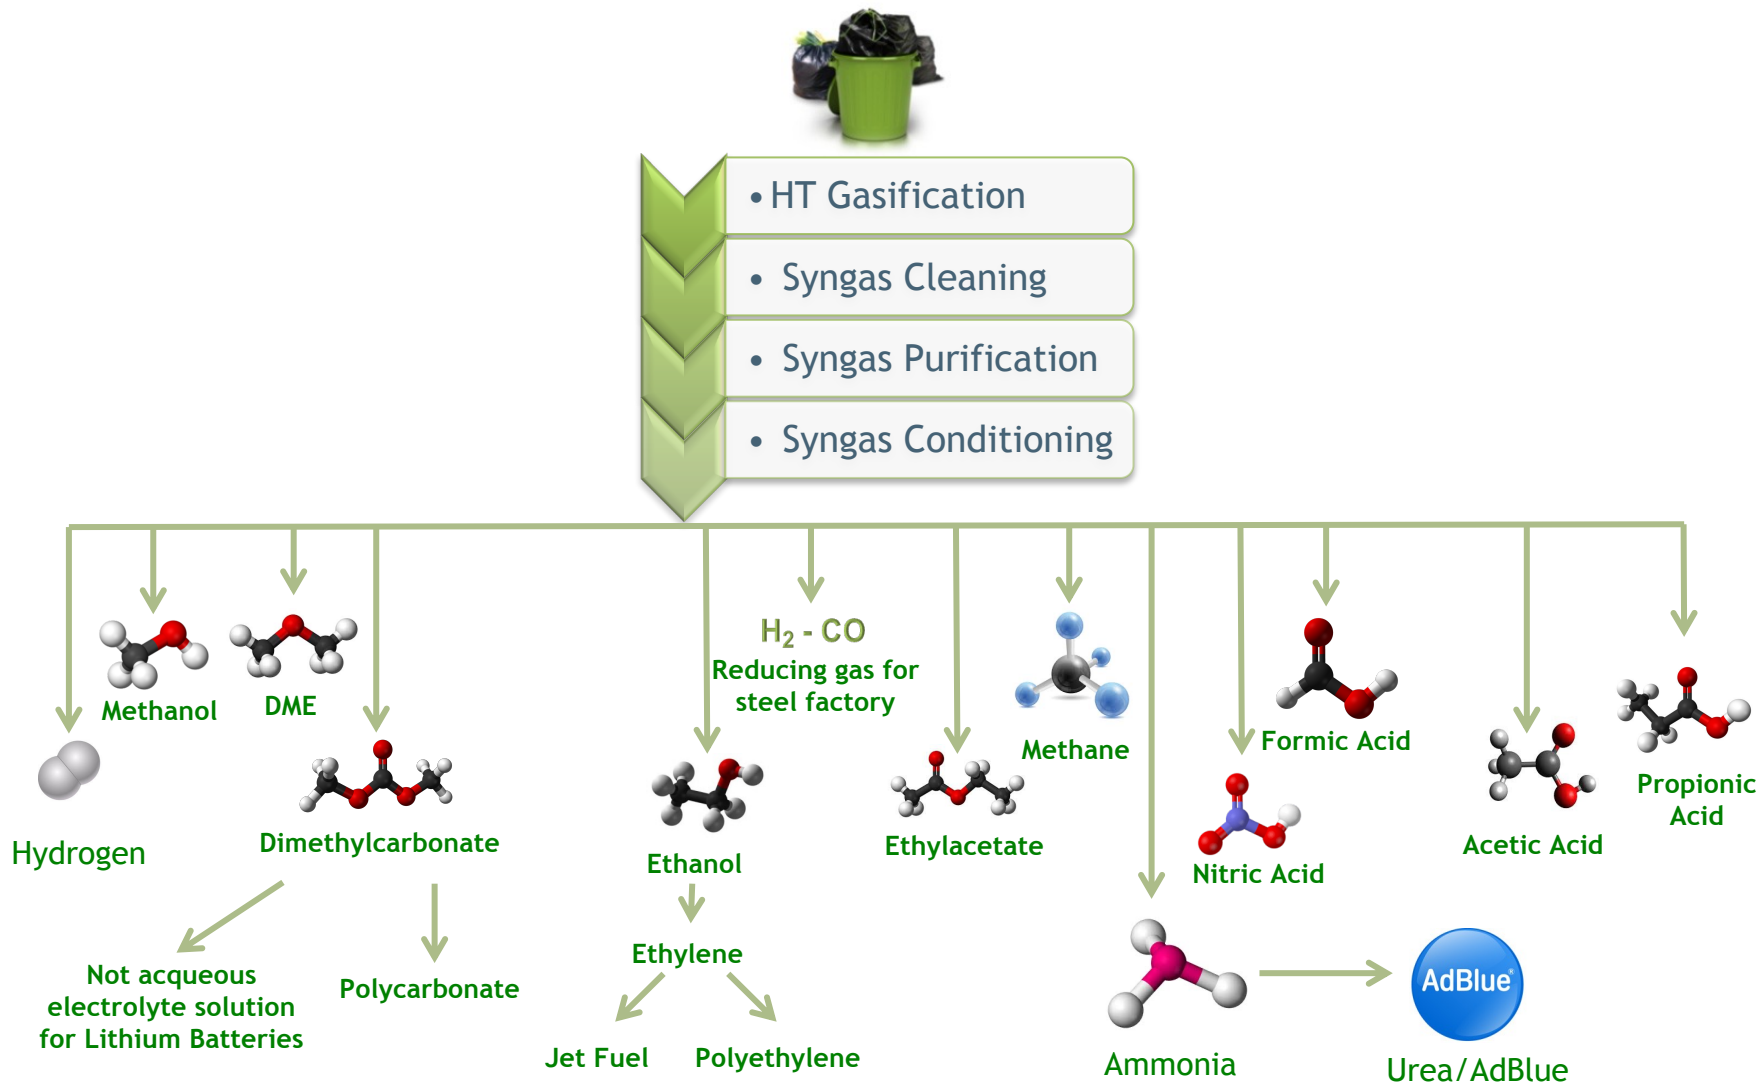 •HT Gasification
• Syngas Cleaning
• Syngas Purification
• Syngas Conditioning
H₂ - CO
Reducing gas for
steel factory
Methanol
DME
Methane
Formic Acid
Propionic
Acid
Hydrogen
Dimethylcarbonate
Ethanol
Ethylacetate
Nitric Acid
Acetic Acid
Not acqueous
electrolyte solution
for Lithium Batteries
Polycarbonate
Ethylene
Jet Fuel
Polyethylene
AdBlue®
Ammonia
Urea/AdBlue